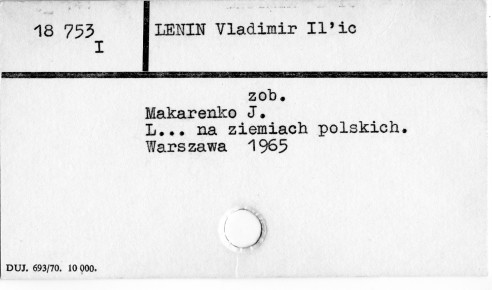 18 753 LENIN Vladimir Il'ic
I
zob.
Makarenko J.
L... na ziemiach polskich.
Warszawa 1965
DUJ. 693/70. 10 000.